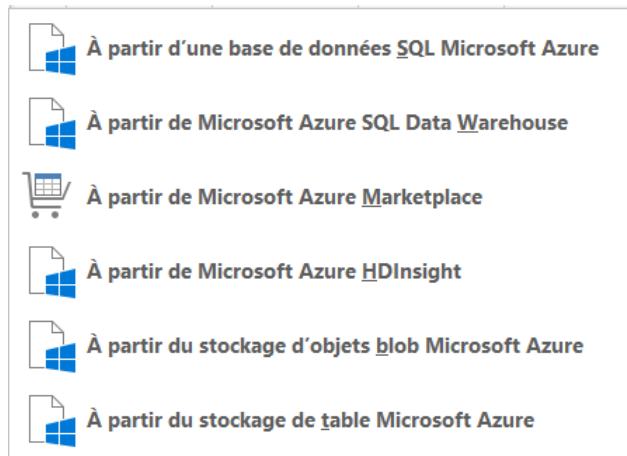 À partir d’une base de données SQL Microsoft Azure
À partir de Microsoft Azure SQL Data Warehouse
À partir de Microsoft Azure Marketplace
À partir de Microsoft Azure HDInsight
À partir du stockage d’objets blob Microsoft Azure
À partir du stockage de table Microsoft Azure